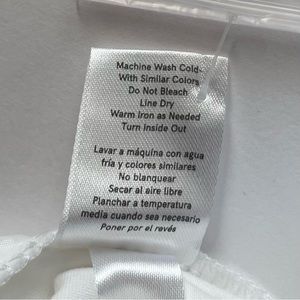 Machine Wash Cold
With Similar Colors
Do Not Bleach
Line Dry
Warm Iron as Needed
Turn Inside Out
Lavar a máquina con agua
fría y colores similares
No blanquear
Secar al aire libre
Planchar a temperatura
media cuando sea necesario
Poner por el revés